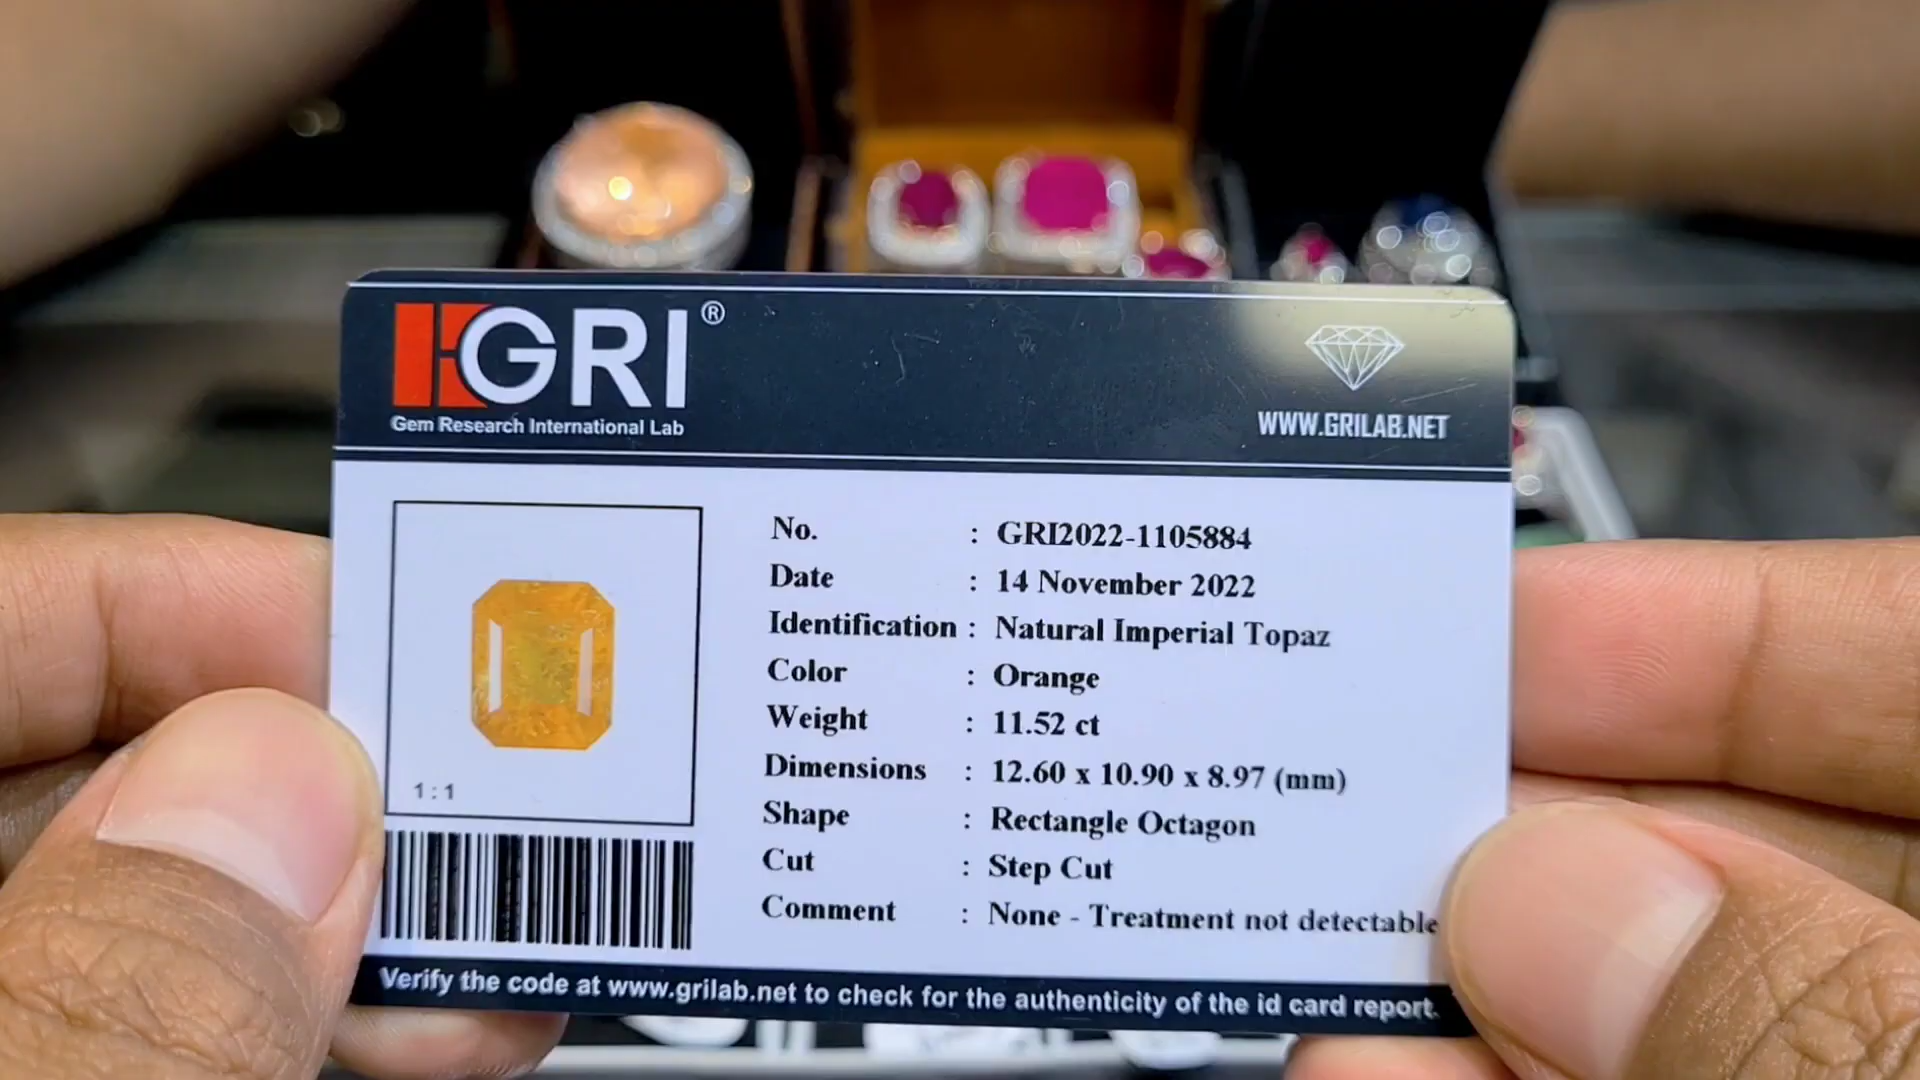 GRI®
Gem Research International Lab
WWW.GRILAB.NET
No. : GRI2022-1105884
Date : 14 November 2022
Identification : Natural Imperial Topaz
Color : Orange
Weight : 11.52 ct
Dimensions : 12.60 x 10.90 x 8.97 (mm)
Shape : Rectangle Octagon
Cut : Step Cut
Comment : None - Treatment not detectable
1 : 1
Verify the code at www.grilab.net to check for the authenticity of the id card report.